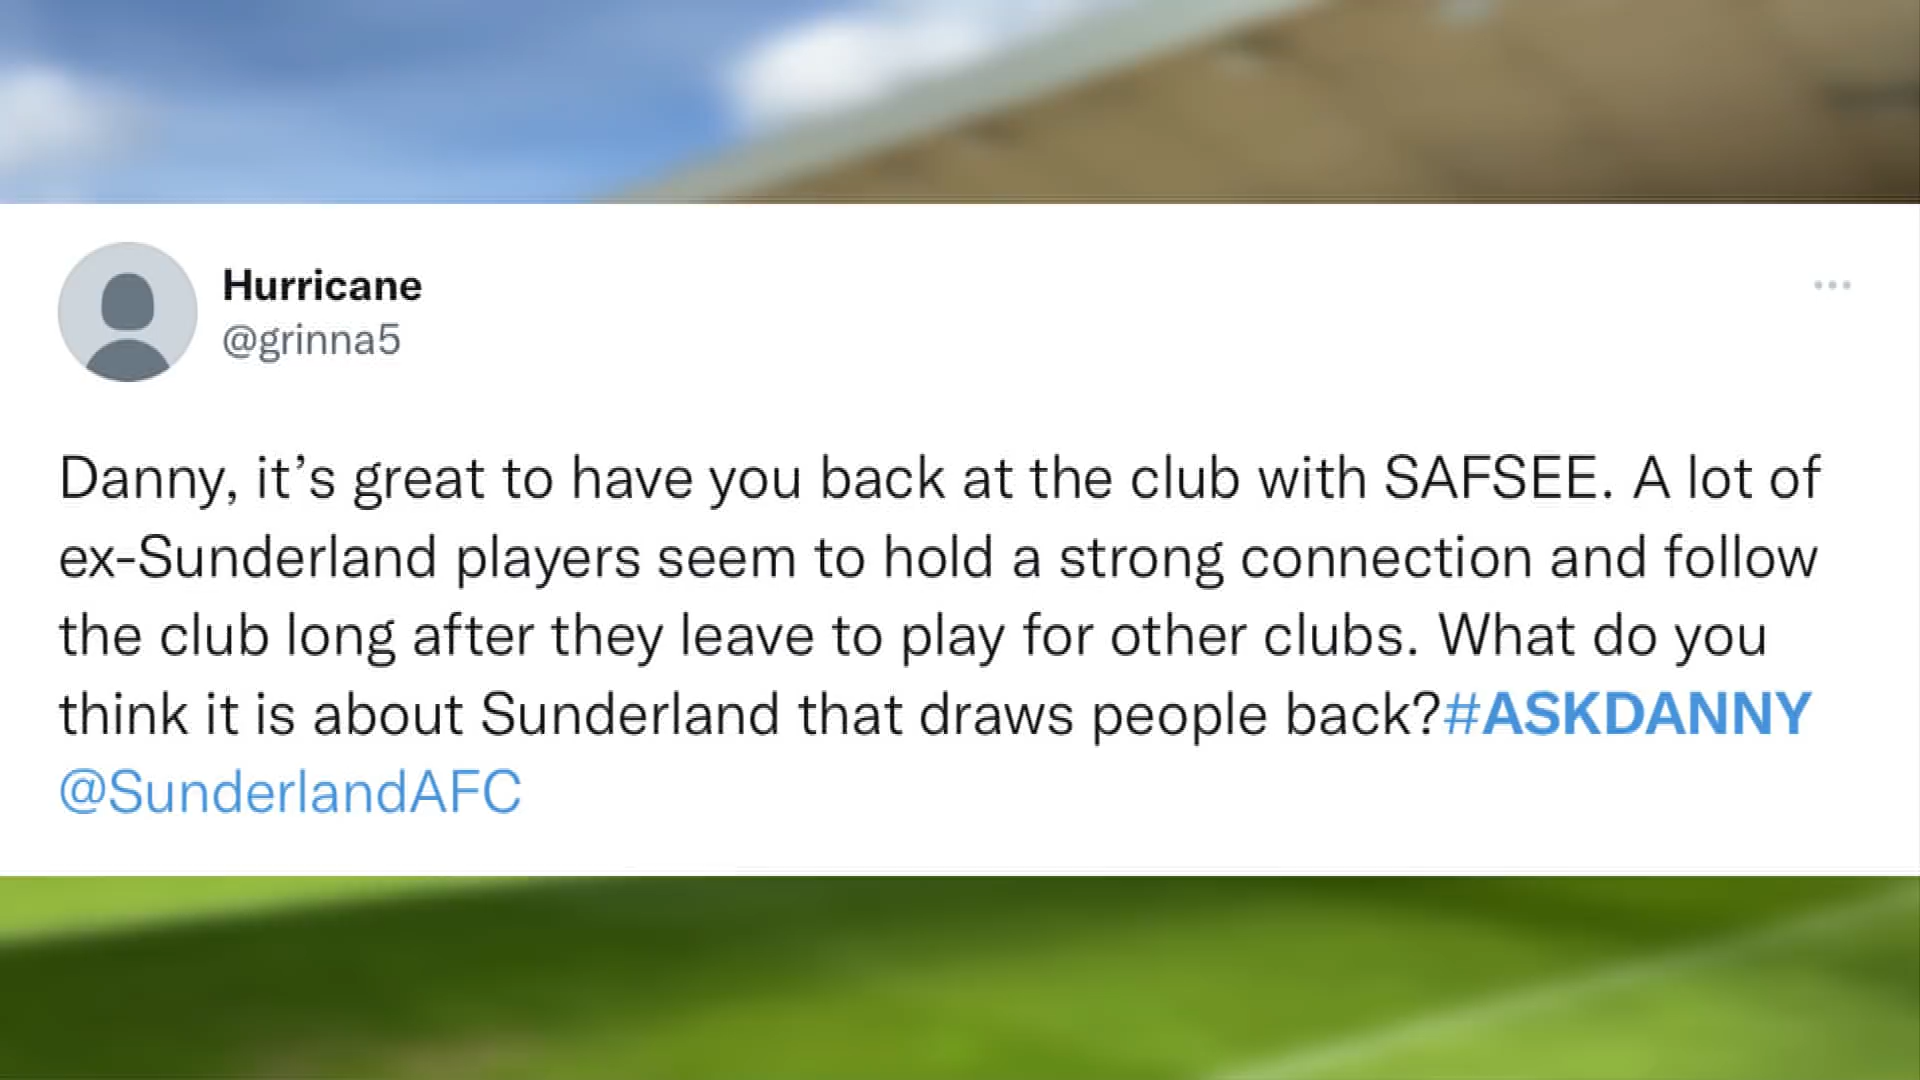 Hurricane
@grinna5
Danny, it’s great to have you back at the club with SAFSEE. A lot of
ex-Sunderland players seem to hold a strong connection and follow
the club long after they leave to play for other clubs. What do you
think it is about Sunderland that draws people back?#ASKDANNY
@SunderlandAFC